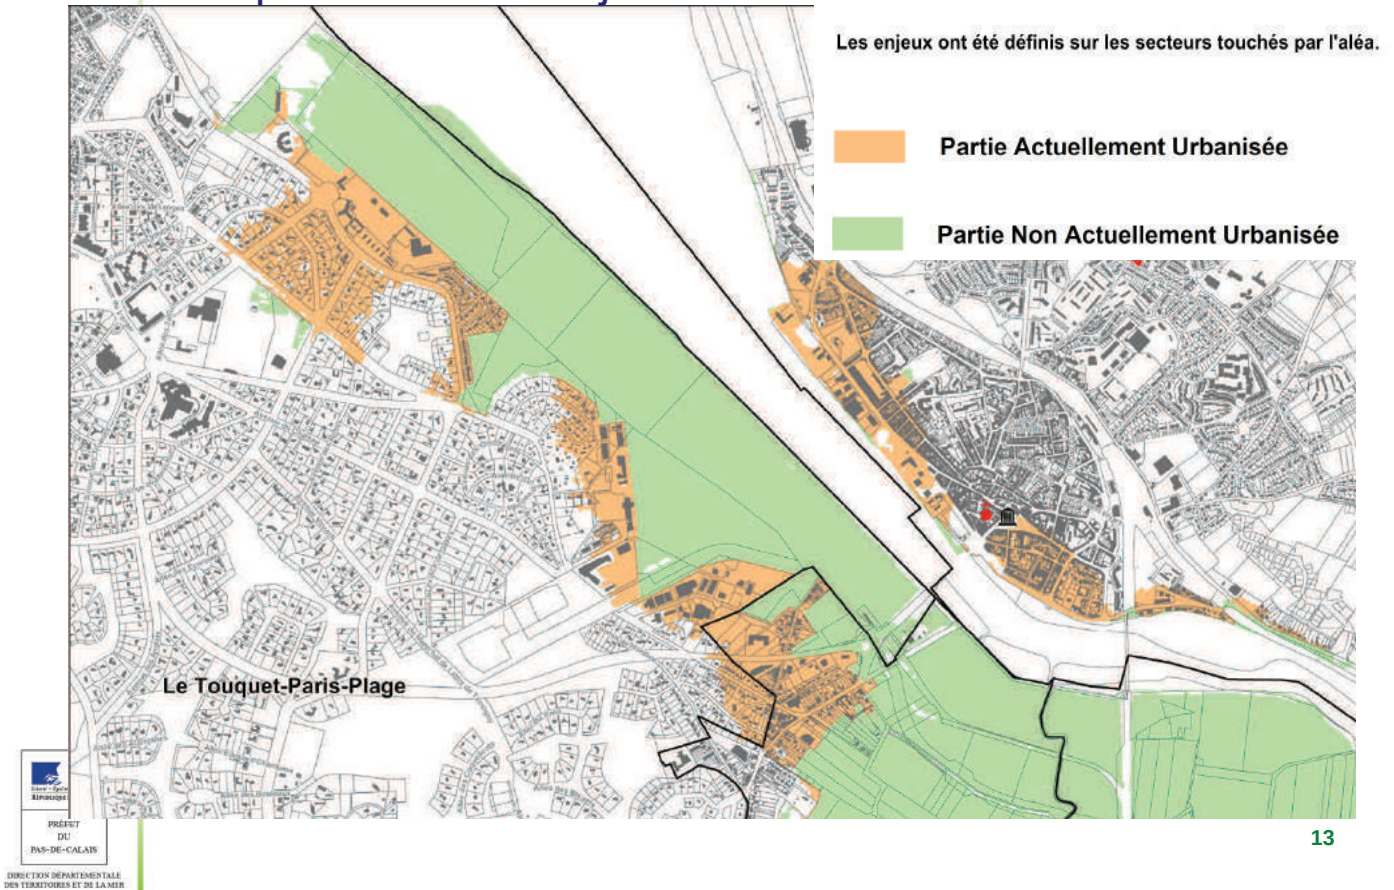 Les enjeux ont été définis sur les secteurs touchés par l'aléa.
Partie Actuellement Urbanisée
Partie Non Actuellement Urbanisée
Le Touquet-Paris-Plage
PRÉFET
DU
PAS-DE-CALAIS
DIRECTION DÉPARTEMENTALE
DES TERRITOIRES ET DE LA MER
13